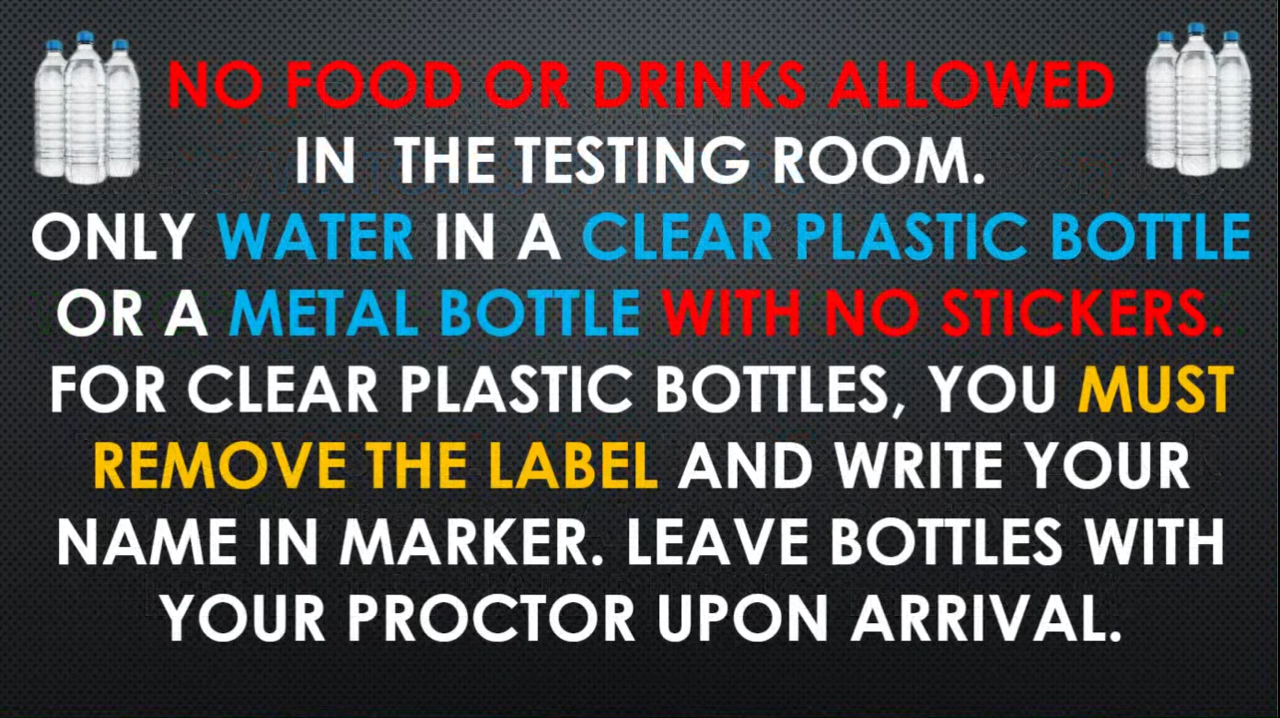 NO FOOD OR DRINKS ALLOWED
IN THE TESTING ROOM.
ONLY WATER IN A CLEAR PLASTIC BOTTLE
OR A METAL BOTTLE WITH NO STICKERS.
FOR CLEAR PLASTIC BOTTLES, YOU MUST
REMOVE THE LABEL AND WRITE YOUR
NAME IN MARKER. LEAVE BOTTLES WITH
YOUR PROCTOR UPON ARRIVAL.